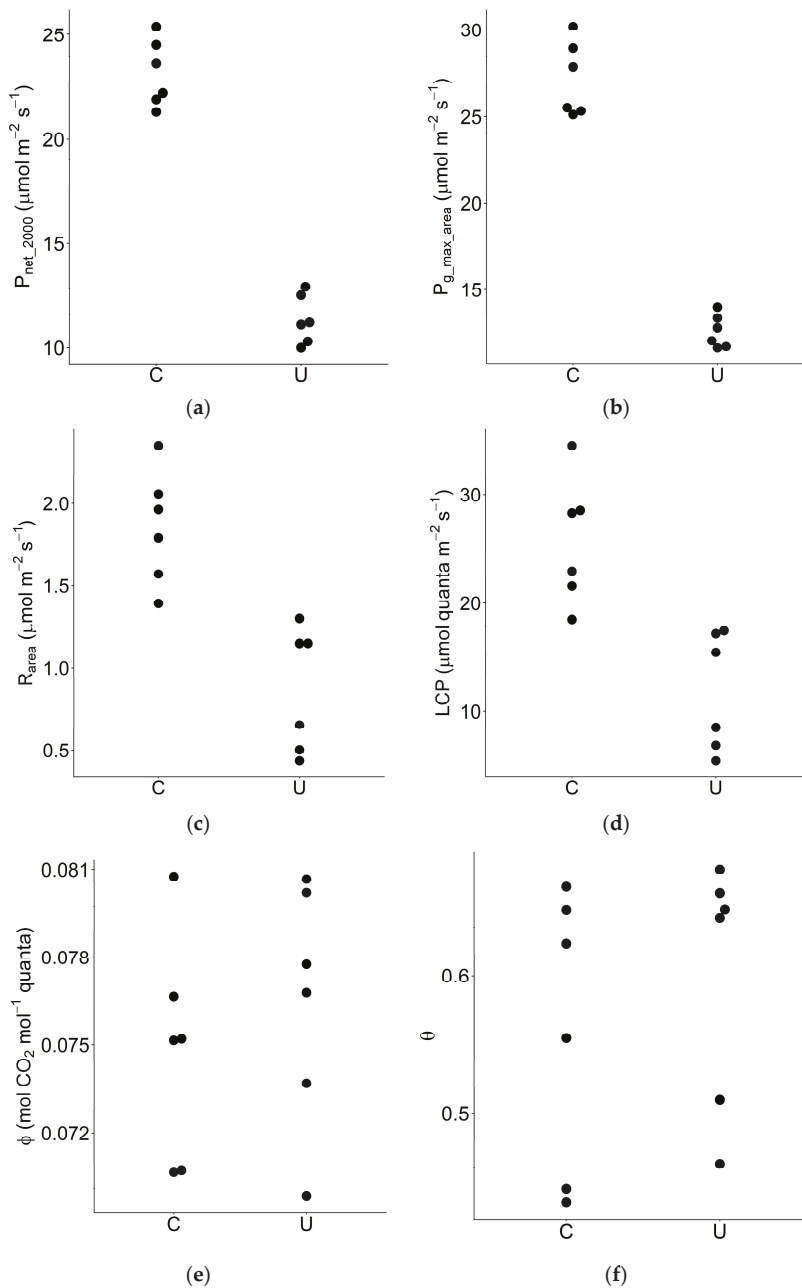 25
20
15
10
P_net_2000 (μmol m⁻² s⁻¹)
C U
(a)
30
25
20
15
P_g_max_area (μmol m⁻² s⁻¹)
C U
(b)
2.0
1.5
1.0
0.5
R_area (μmol m⁻² s⁻¹)
C U
(c)
30
20
10
LCP (μmol quanta m⁻² s⁻¹)
C U
(d)
0.081
0.078
0.075
0.072
ϕ (mol CO₂ mol⁻¹ quanta)
C U
(e)
0.6
0.5
θ
C U
(f)